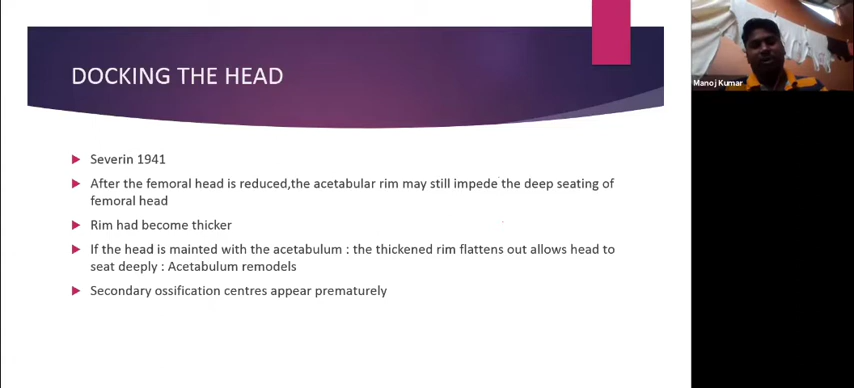 DOCKING THE HEAD
Severin 1941
After the femoral head is reduced,the acetabular rim may still impede the deep seating of
femoral head
Rim had become thicker
If the head is mainted with the acetabulum : the thickened rim flattens out allows head to
seat deeply : Acetabulum remodels
Secondary ossification centres appear prematurely
Manoj Kumar